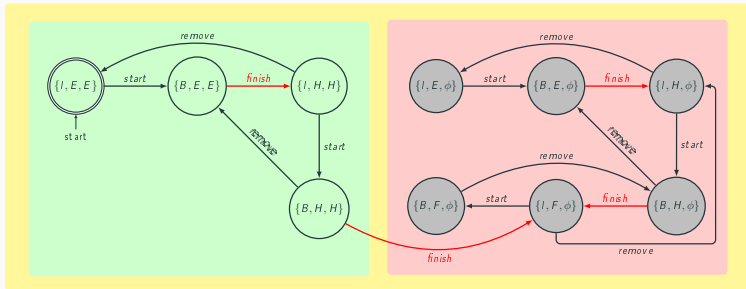 remove
remove
{I, E, E}
start
{B, E, E}
finish
{I, H, H}
{I, E, ϕ}
start
{B, E, ϕ}
finish
{I, H, ϕ}
start
remove
start
remove
start
remove
{B, H, H}
{B, F, ϕ}
start
{I, F, ϕ}
finish
{B, H, ϕ}
finish
remove